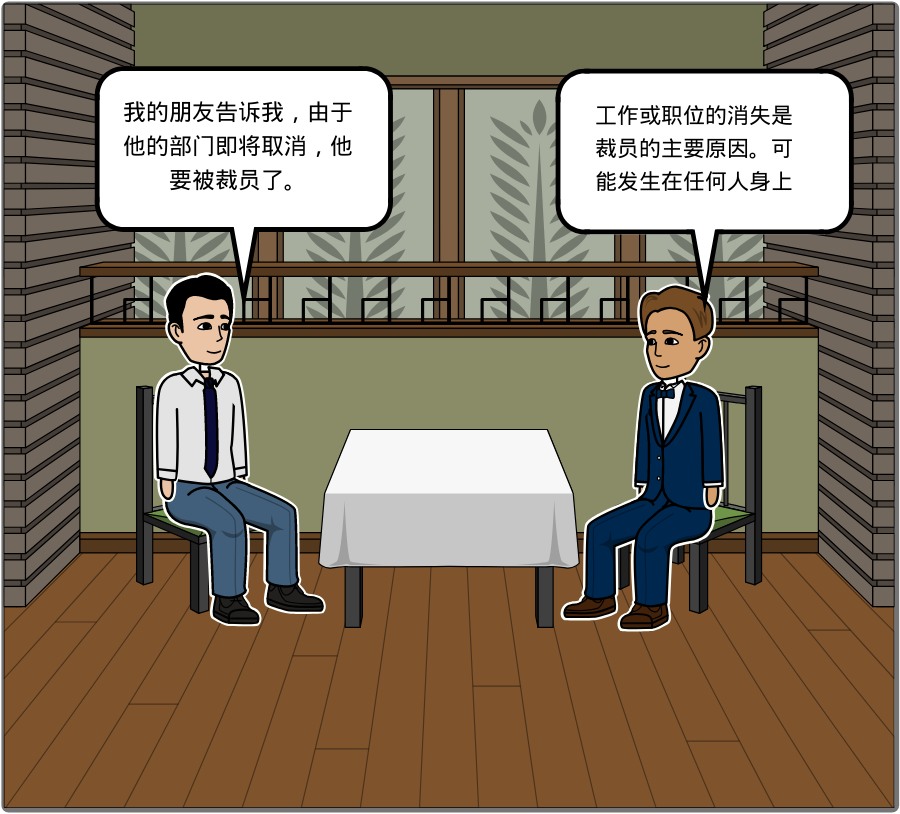 我的朋友告诉我，由于
他的部门即将取消，他
要被裁员了。
工作或职位的消失是
裁员的主要原因。可
能发生在任何人身上